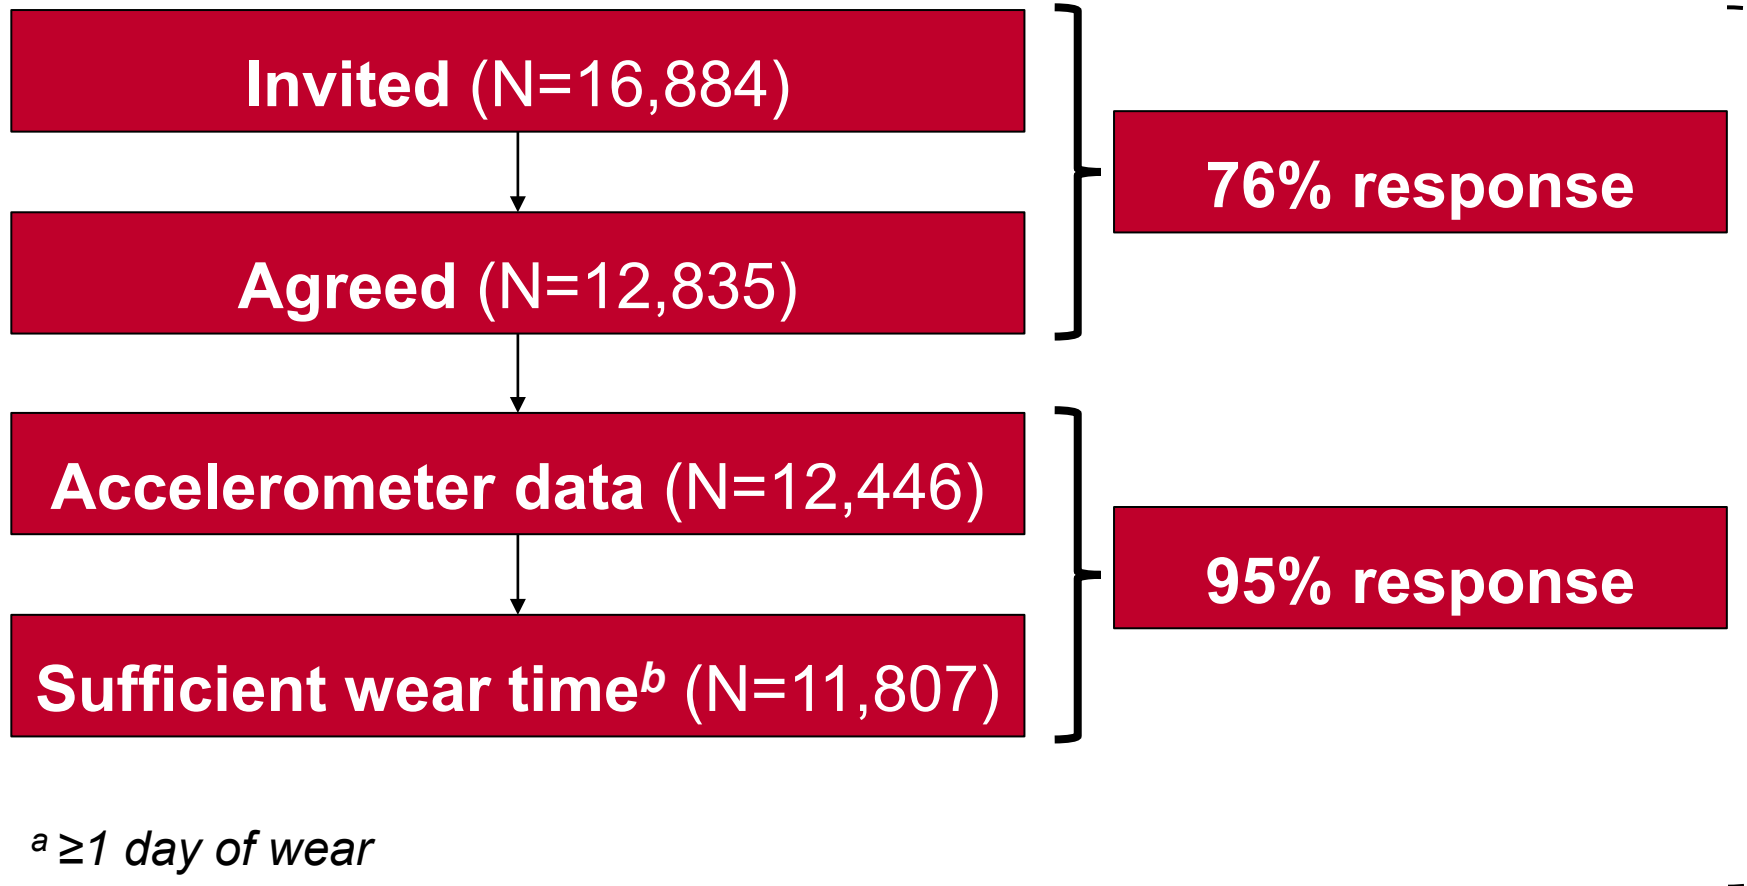 Invited (N=16,884)
76% response
Agreed (N=12,835)
Accelerometer data (N=12,446)
95% response
Sufficient wear timeᵇ (N=11,807)
ᵃ ≥1 day of wear